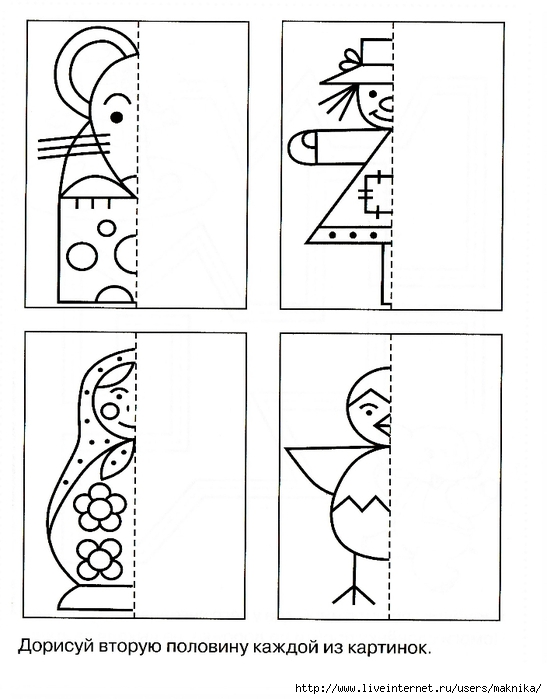 Дорисуй вторую половину каждой из картинок.
http://www.liveinternet.ru/users/maknika/